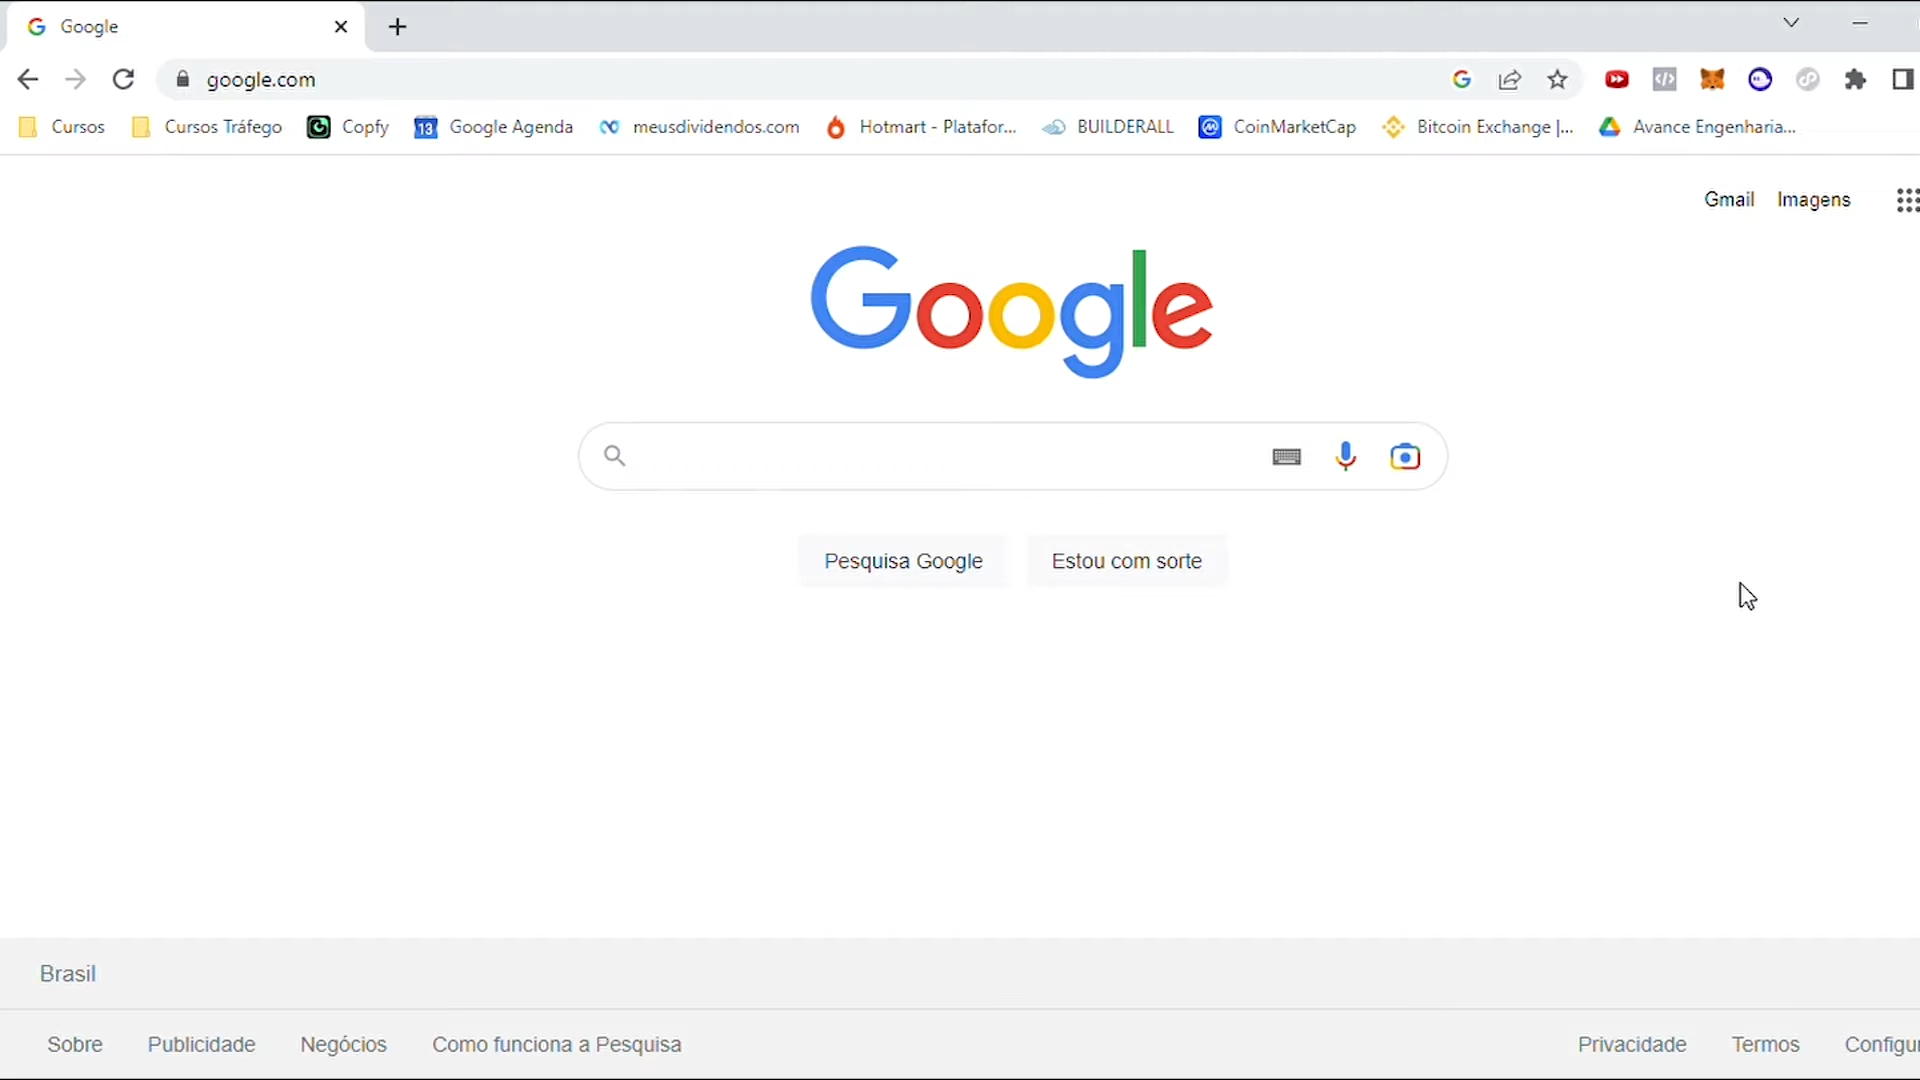 Google
google.com
Cursos Cursos Tráfego Copfy 13 Google Agenda meusdividendos.com Hotmart - Platafor... BUILDERALL CoinMarketCap Bitcoin Exchange |... Avance Engenharia...
Gmail Imagens
Google
Pesquisa Google Estou com sorte
Brasil
Sobre Publicidade Negócios Como funciona a Pesquisa Privacidade Termos Configu